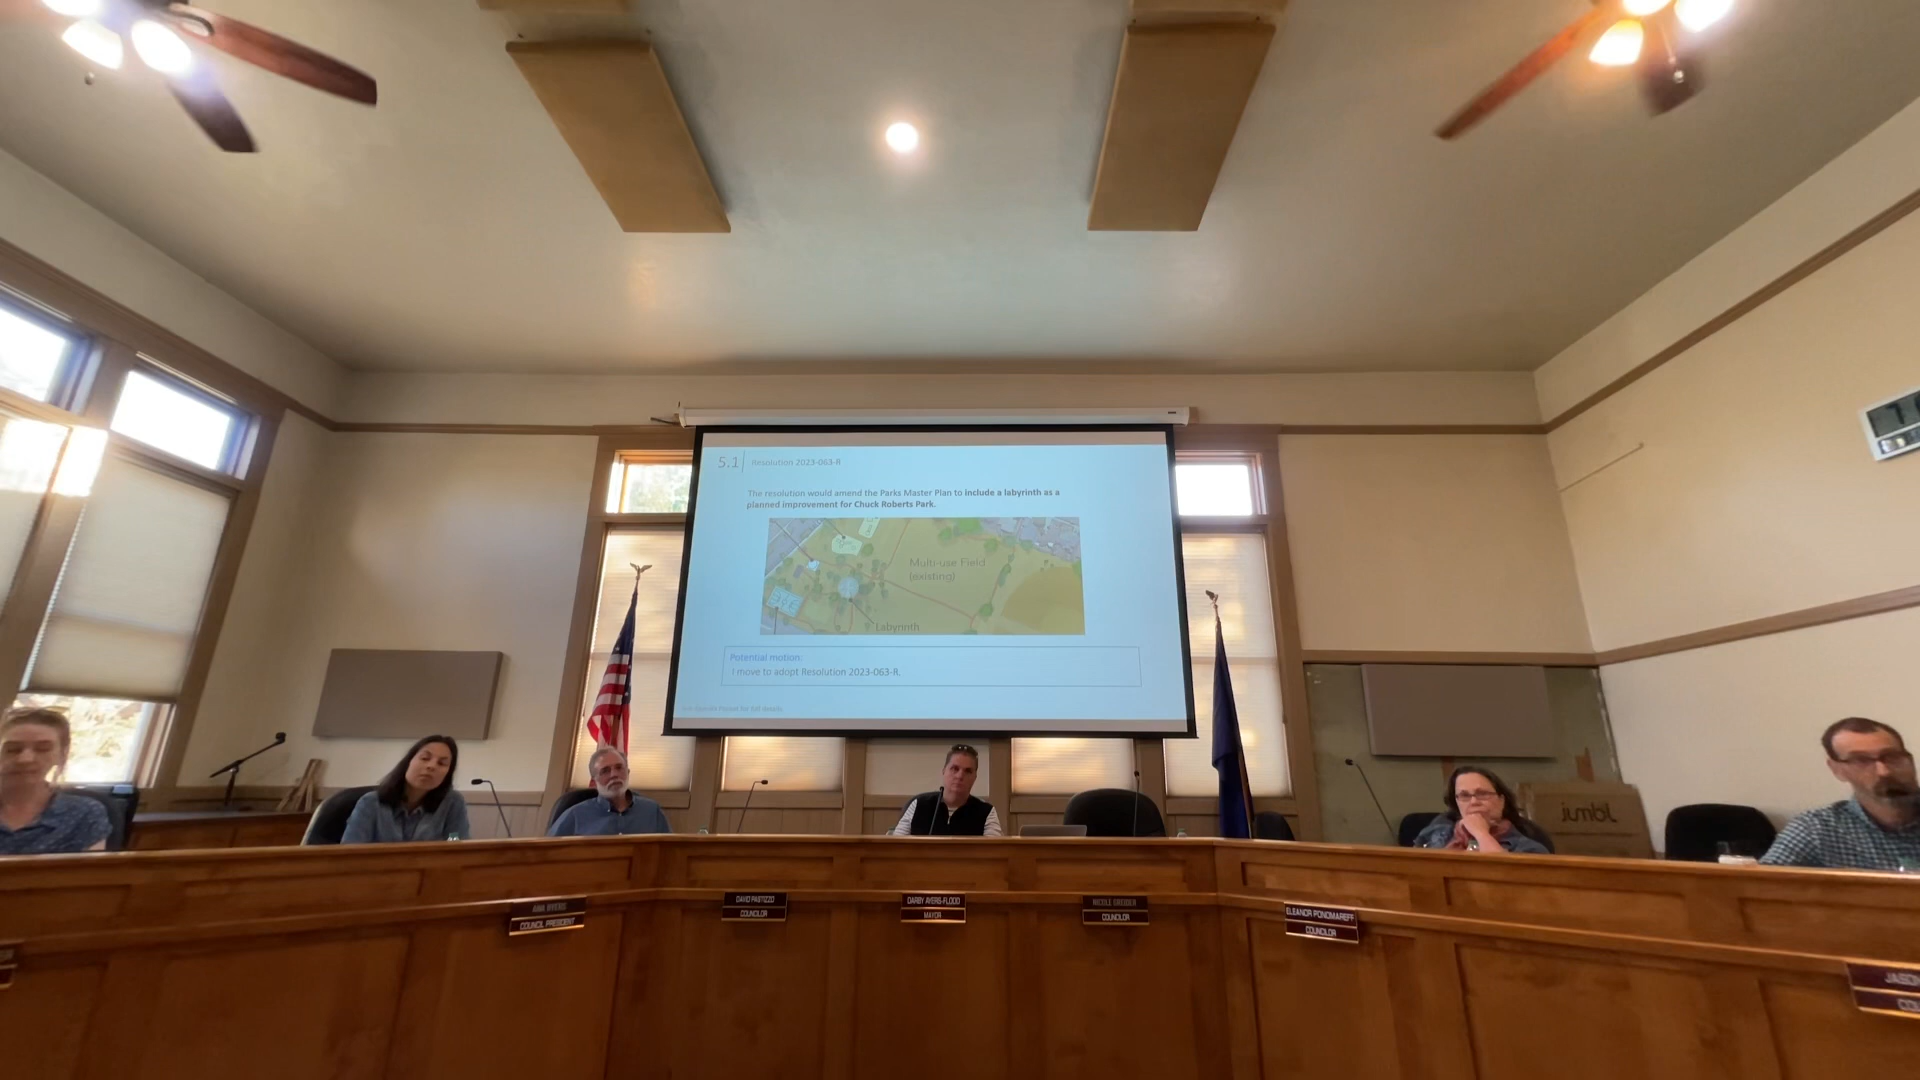 5.1
Resolution 2023-063-R
The resolution would amend the Parks Master Plan to include a labyrinth as a
planned improvement for Chuck Roberts Park.
Multi-use Field
(existing)
Labyrinth
Potential motion:
I move to adopt Resolution 2023-063-R.
jumbl
COUNCIL PRESIDENT
DAVID PASTIZZO
COUNCILOR
DARBY AYERS-FLOOD
MAYOR
COUNCILOR
ELEANOR PONOMAREFF
COUNCILOR
JASON